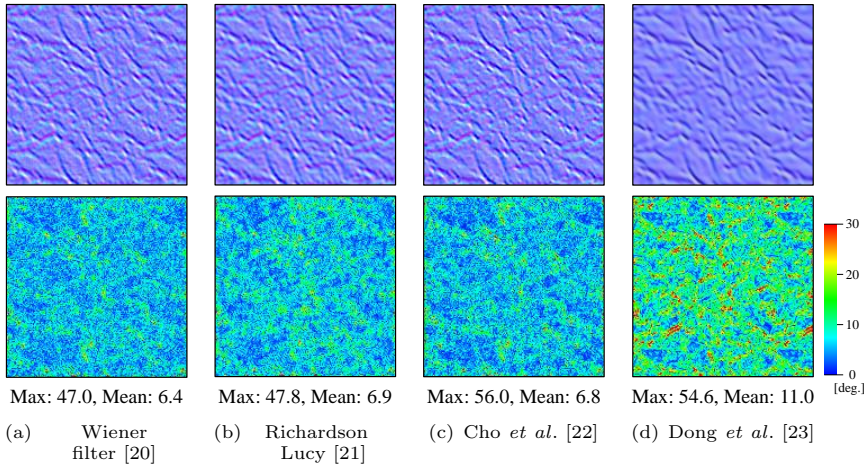 30
20
10
0
[deg.]
Max: 47.0, Mean: 6.4
Max: 47.8, Mean: 6.9
Max: 56.0, Mean: 6.8
Max: 54.6, Mean: 11.0
(a) Wiener
filter [20]
(b) Richardson
Lucy [21]
(c) Cho et al. [22]
(d) Dong et al. [23]